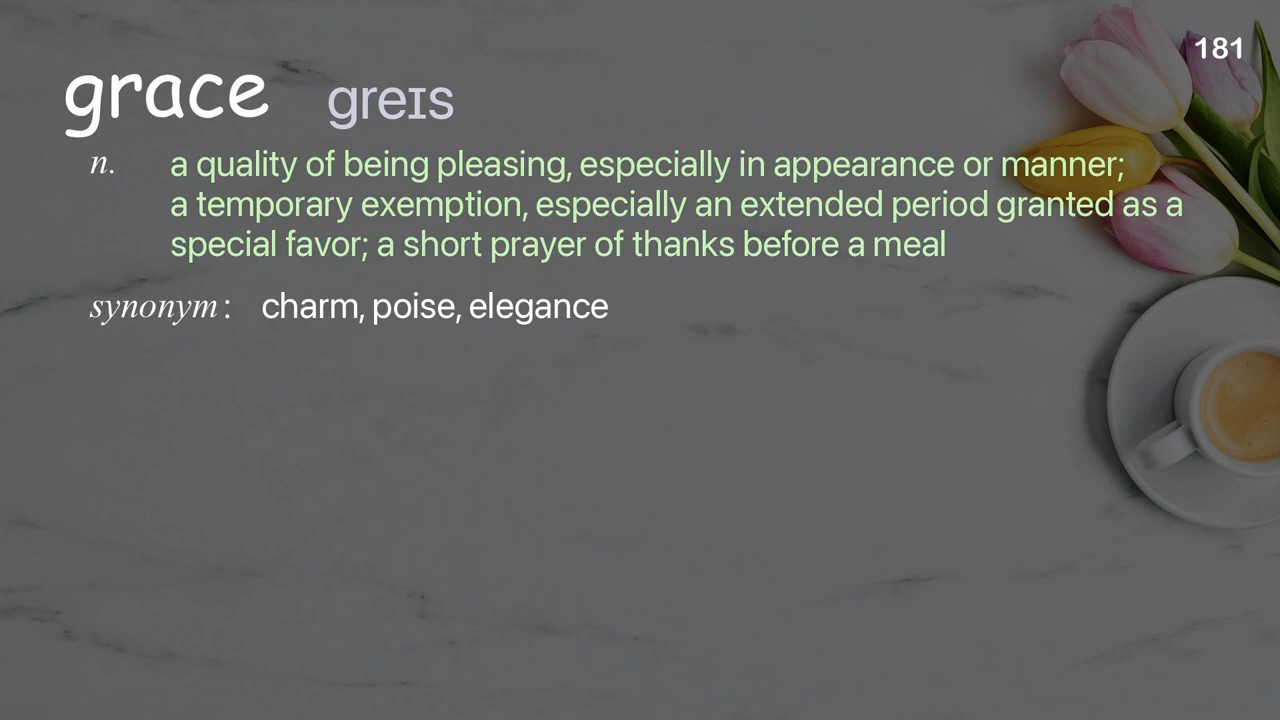 181
grace greɪs
n. a quality of being pleasing, especially in appearance or manner;
a temporary exemption, especially an extended period granted as a
special favor; a short prayer of thanks before a meal
synonym: charm, poise, elegance